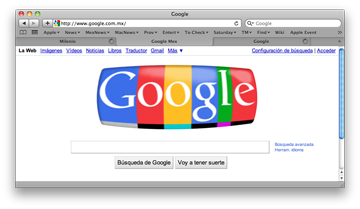 Google
http://www.google.com.mx/
Google
Apple News MexNews MacNews Prev Entert To Check Saturday TM Find Wiki Apple Event
Milenio Google Mex Google
La Web Imágenes Videos Noticias Libros Traductor Gmail Más ▼ Configuración de búsqueda | Acceder
Google
Búsqueda avanzada
idioma
Búsqueda de Google Voy a tener suerte